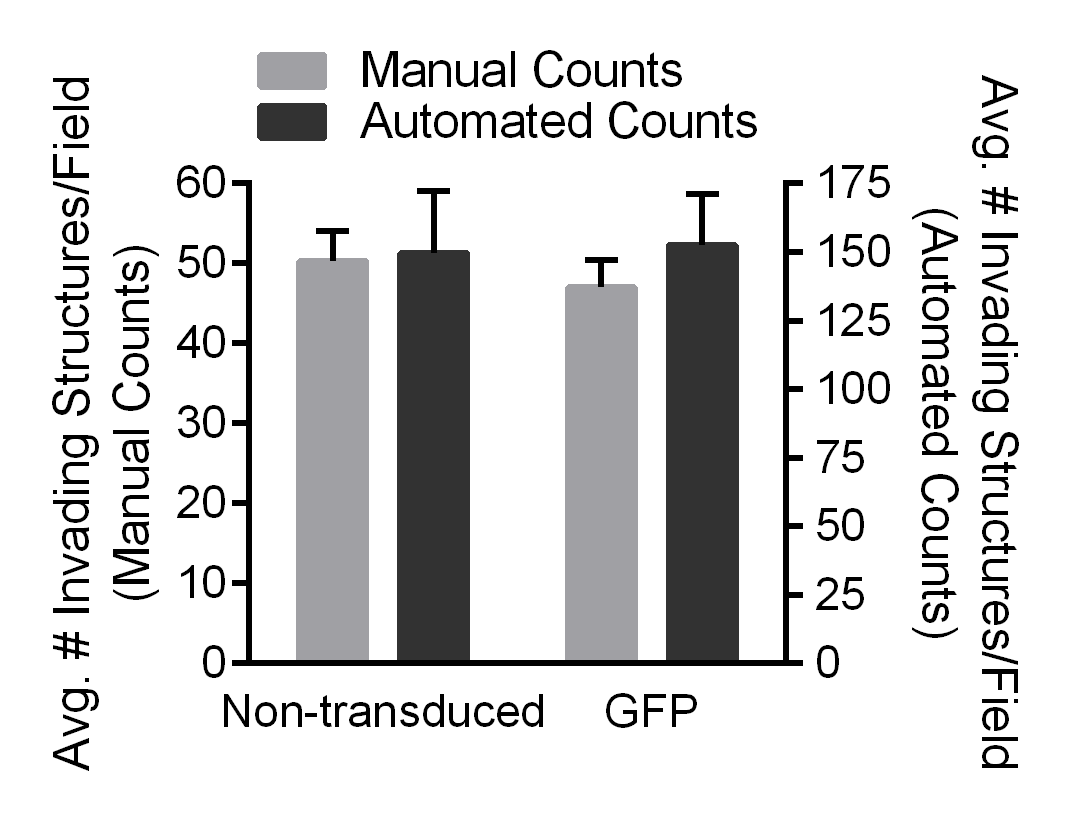 Manual Counts
Automated Counts
Avg. # Invading Structures/Field
(Manual Counts)
60
50
40
30
20
10
0
175
150
125
100
75
50
25
0
Avg. # Invading Structures/Field
(Automated Counts)
Non-transduced
GFP